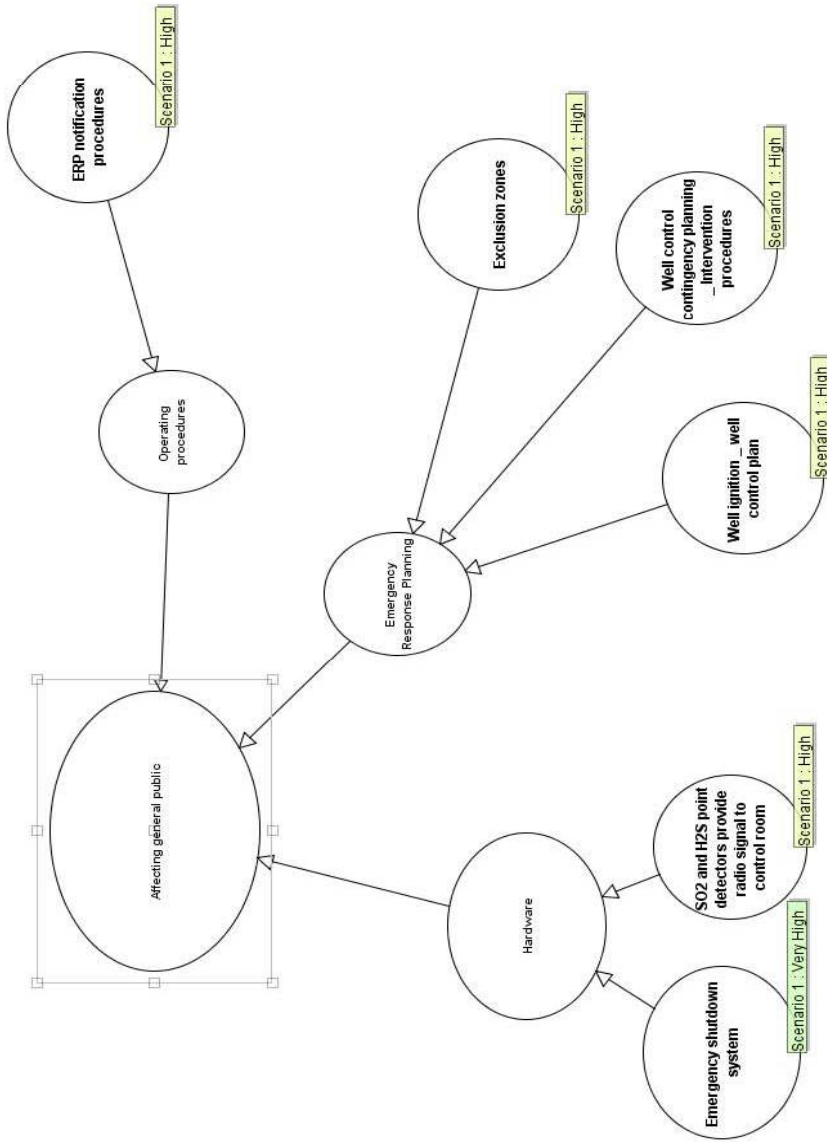 ERP notification
procedures
Scenario 1 : High
Operating
procedures
Exclusion zones
Scenario 1 : High
Affecting general public
Emergency
Response Planning
Well control
contingency planning
_ Intervention
procedures
Scenario 1 : High
Well ignition _ well
control plan
Scenario 1 : High
Hardware
SO2 and H2S point
detectors provide
radio signal to
control room
Scenario 1 : High
Emergency shutdown
system
Scenario 1 : Very High